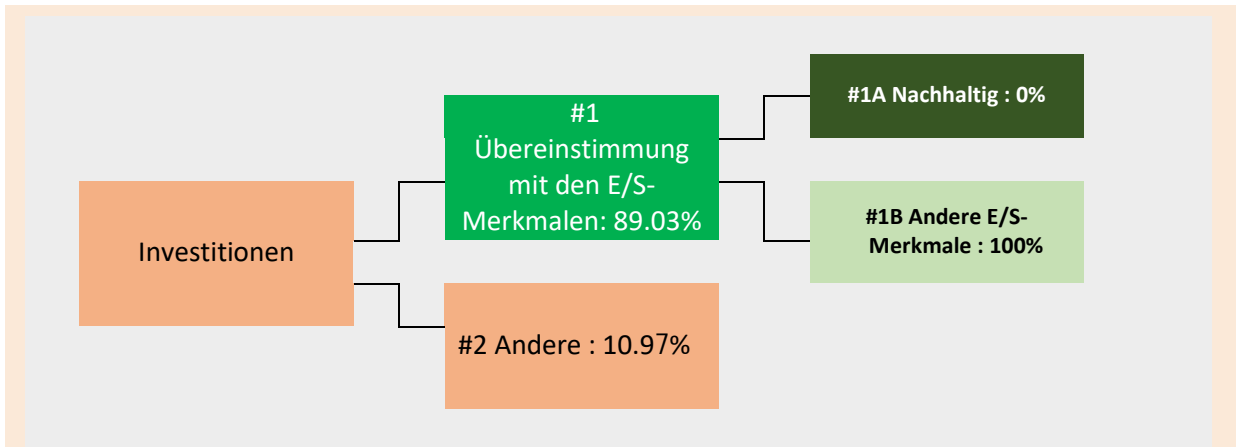 Investitionen
#1
Übereinstimmung
mit den E/S-
Merkmalen: 89.03%
#2 Andere : 10.97%
#1A Nachhaltig : 0%
#1B Andere E/S-
Merkmale : 100%